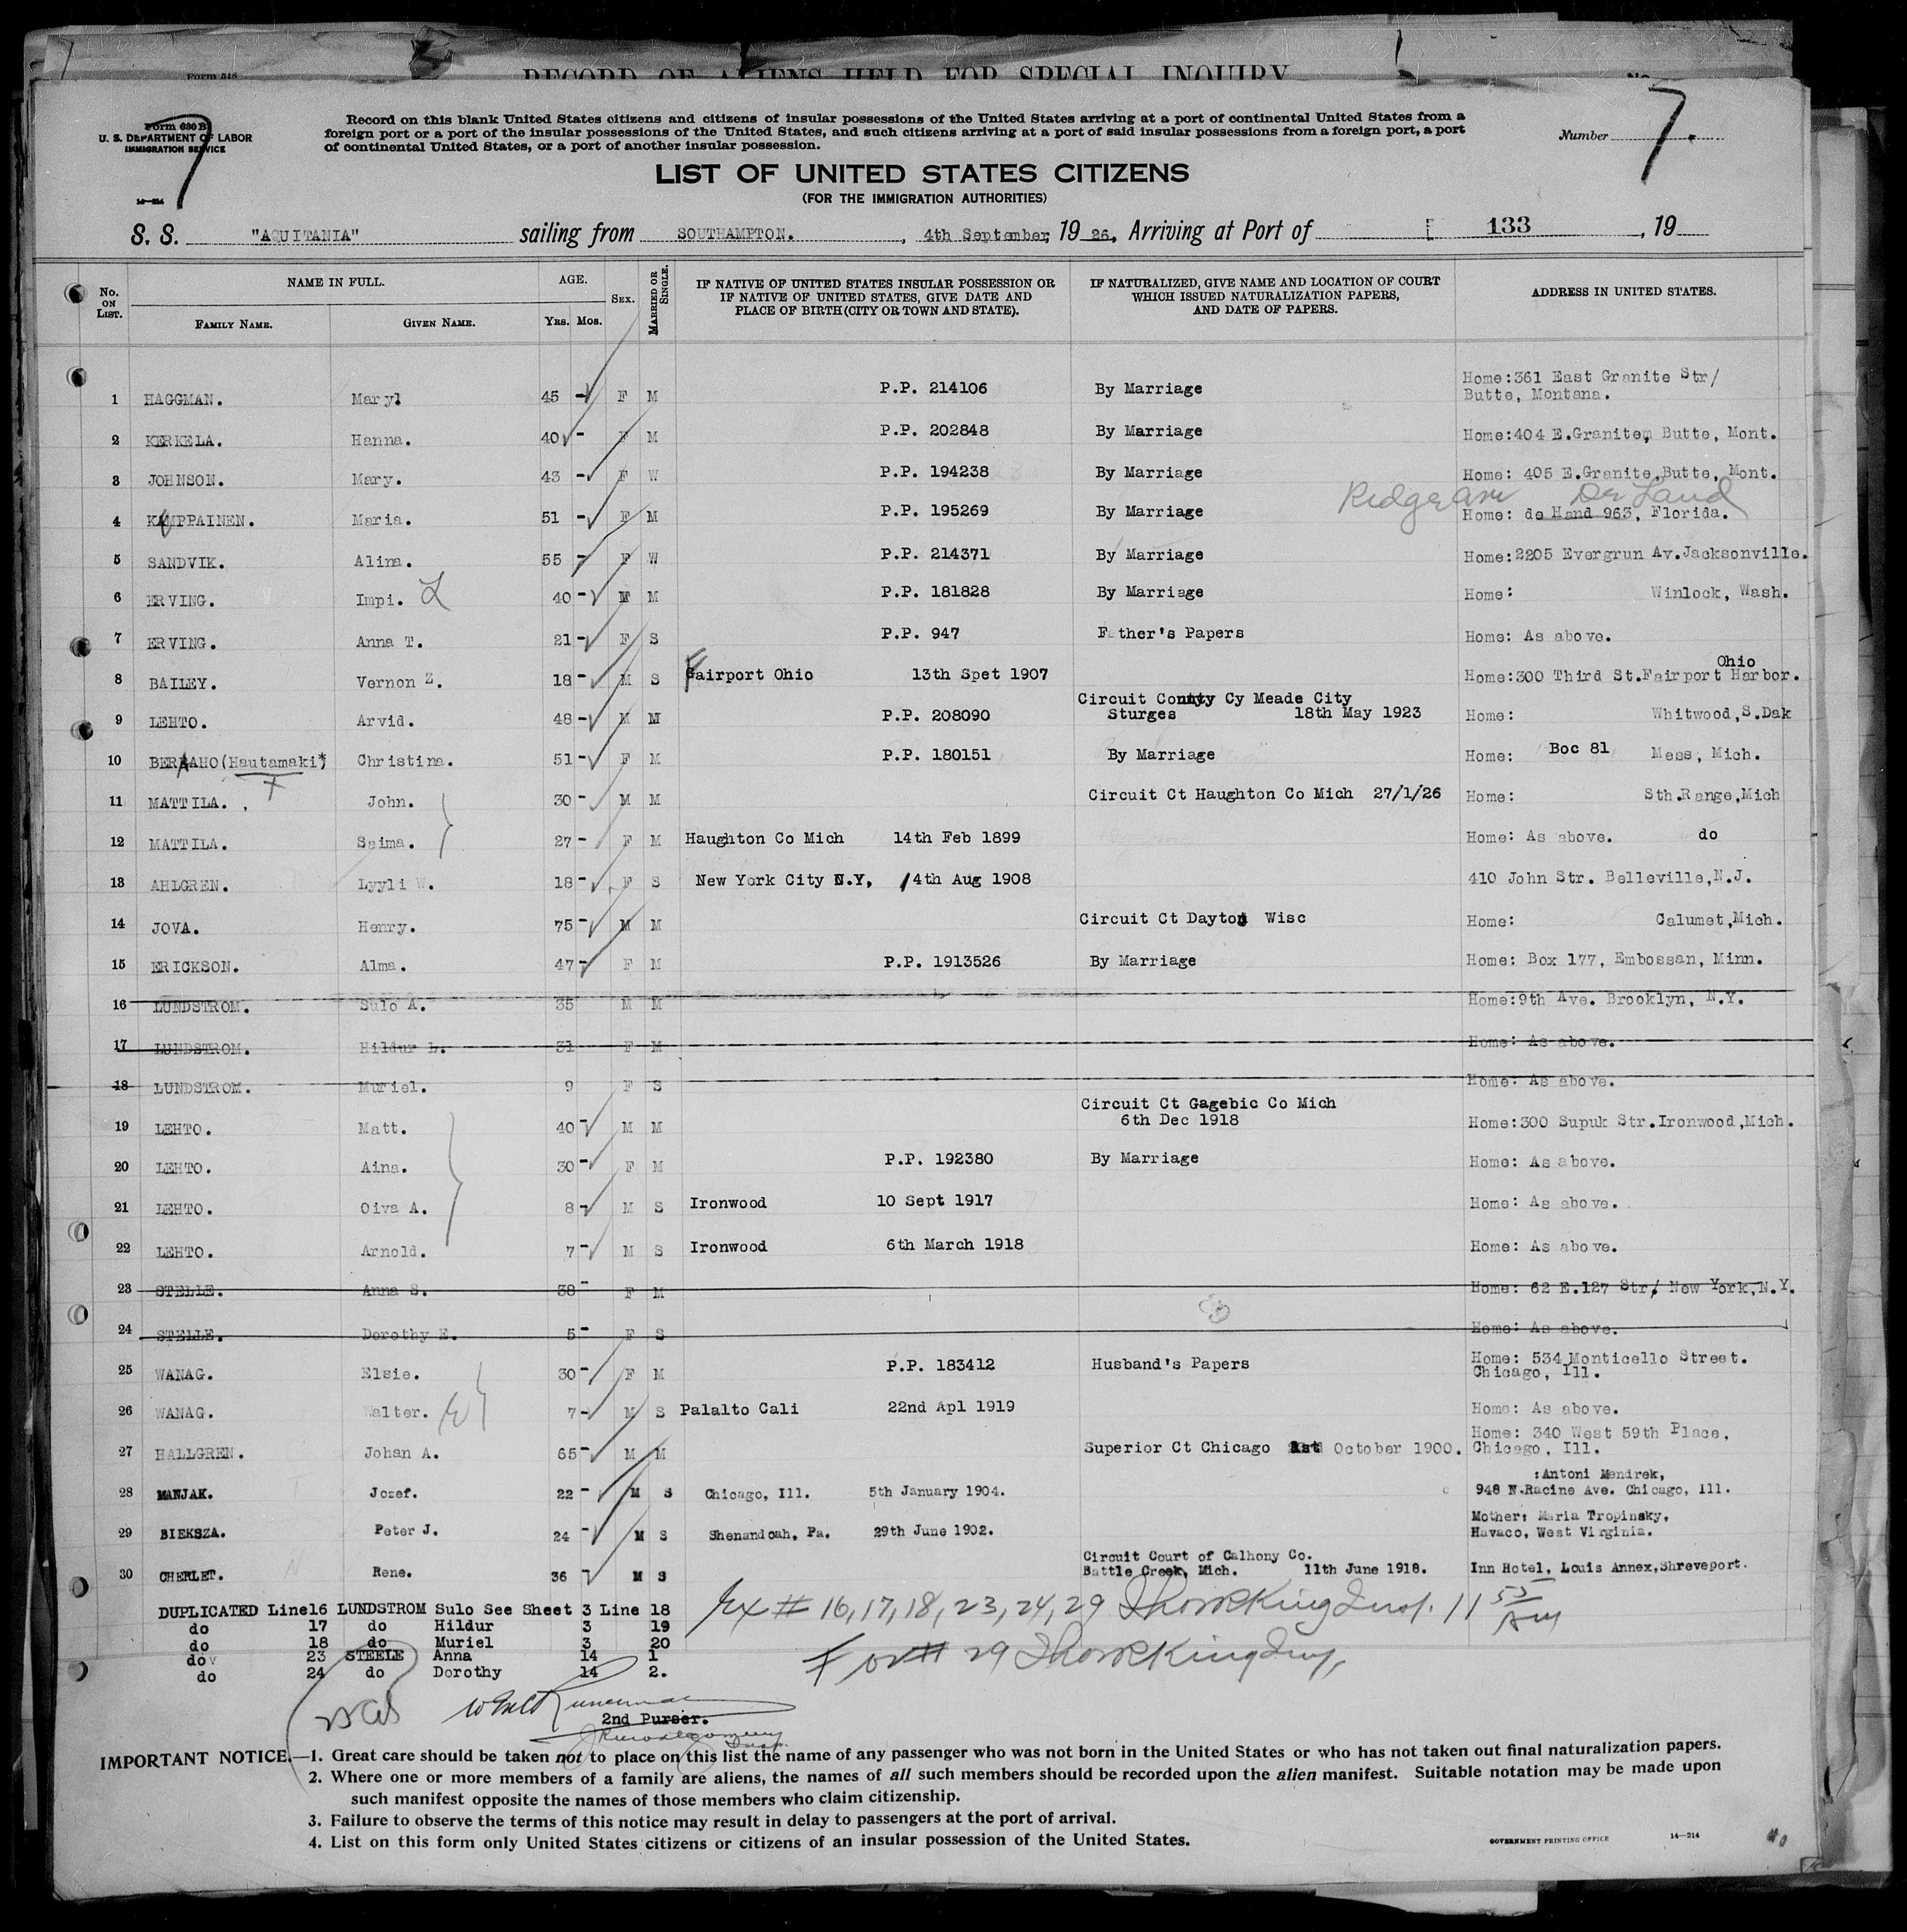 Form 518
RECORD OF ALIENS HELD FOR SPECIAL INQUIRY
No.
7
Form 630 B
U. S. DEPARTMENT OF LABOR
IMMIGRATION SERVICE
14—214
Record on this blank United States citizens and citizens of insular possessions of the United States arriving at a port of continental United States from a
foreign port or a port of the insular possessions of the United States, and such citizens arriving at a port of said insular possessions from a foreign port, a port
of continental United States, or a port of another insular possession.
Number 7.
LIST OF UNITED STATES CITIZENS
(FOR THE IMMIGRATION AUTHORITIES)
S. S. "AQUITANIA" sailing from SOUTHAMPTON. , 4th September, 19 26. , Arriving at Port of 133 , 19
No. ON LIST. NAME IN FULL. FAMILY NAME. GIVEN NAME. AGE. YRS. MOS. SEX. MARRIED OR SINGLE. IF NATIVE OF UNITED STATES INSULAR POSSESSION OR IF NATIVE OF UNITED STATES, GIVE DATE AND PLACE OF BIRTH (CITY OR TOWN AND STATE). IF NATURALIZED, GIVE NAME AND LOCATION OF COURT WHICH ISSUED NATURALIZATION PAPERS, AND DATE OF PAPERS. ADDRESS IN UNITED STATES.
1 HAGGMAN. Mary. 45 - F M P.P. 214106 By Marriage Home:361 East Granite Str/ Butte, Montana.
2 KERKELA. Hanna. 40 - F M P.P. 202848 By Marriage Home:404 E.Granite, Butte, Mont.
3 JOHNSON. Mary. 43 - F W P.P. 194238 By Marriage Home: 405 E.Granite,Butte, Mont.
Ridge Ave De Land
4 KUPPAINEN. Maria. 51 - F M P.P. 195269 By Marriage Home: de Hand 963, Florida.
5 SANDVIK. Alina. 55 - F W P.P. 214371 By Marriage Home:2205 Evergrun Av.Jacksonville.
6 ERVING. Impi. L 40 - F M P.P. 181828 By Marriage Home: Winlock, Wash.
7 ERVING. Anna T. 21 - F S P.P. 947 Father's Papers Home: As above.
8 BAILEY. Vernon Z. 18 - M S Fairport Ohio 13th Spet 1907 Home:300 Third St.Fairport Harbor. Ohio
9 LEHTO. Arvid. 48 - M M P.P. 208090 Circuit County Cy Meade City Sturges 18th May 1923 Home: Whitwood,S.Dak
10 (Hautamaki) Christina. 51 - F M P.P. 180151 By Marriage Home: Boc 81 Mess, Mich.
11 MATTILA. , John. 30 - M M Circuit Ct Haughton Co Mich 27/1/26 Home: Sth.Range,Mich
12 MATTILA. Saima. 27 - F M Haughton Co Mich 14th Feb 1899 Home: As above. do
13 AHLGREN. Lyyli W. 18 - F S New York City N.Y, 14th Aug 1908 410 John Str. Belleville,N.J.
14 JOVA. Henry. 75 - M M Circuit Ct Dayton Wisc Home: Calumet,Mich.
15 ERICKSON. Alma. 47 - F M P.P. 1913526 By Marriage Home: Box 177, Embossan, Minn.
16 LUNDSTROM. Sulo A. 35 M M Home:9th Ave. Brooklyn, N.Y.
17 LUNDSTROM. Hildur L. 31 F M Home: As above.
18 LUNDSTROM. Muriel. 9 F S Home: As above.
19 LEHTO. Matt. 40 - M M Circuit Ct Gagebic Co Mich 6th Dec 1918 Home:300 Supuk Str.Ironwood,Mich.
20 LEHTO. Aina. 30 - F M P.P. 192380 By Marriage Home: As above.
21 LEHTO. Oiva A. 8 - M S Ironwood 10 Sept 1917 Home: As above.
22 LEHTO. Arnold. 7 - M S Ironwood 6th March 1918 Home: As above.
23 STELLE. Anna S. 38 - F M Home: 62 E.127 Str/ New York,N.Y.
24 STELLE. Dorothy E. 5 - F S Home: As above.
25 WANAG. Elsie. 30 - F M P.P. 183412 Husband's Papers Home: 534 Monticello Street. Chicago, Ill.
26 WANAG. Walter. 7 - M S Palalto Cali 22nd Apl 1919 Home: As above.
27 HALLGREN. Johan A. 65 - M M Superior Ct Chicago 1st October 1900. Home: 340 West 59th Place, Chicago, Ill.
28 MANJAK. Jozef. 22 - M S Chicago, Ill. 5th January 1904. :Antoni Mendrek, 948 N.Racine Ave. Chicago, Ill.
29 BIEKSZA. Peter J. 24 - M S Shenandoah, Pa. 29th June 1902. Mother: Maria Tropinsky, Havaco, West Virginia.
30 CHERLET. Rene. 36 - M S Circuit Court of Calhony Co. Battle Creek, Mich. 11th June 1918. Inn Hotel, Louis Annex,Shreveport.
DUPLICATED Line16 LUNDSTROM Sulo See Sheet 3 Line 18
do 17 do Hildur 3 19
do 18 do Muriel 3 20
do 23 STEELE Anna 14 1
do 24 do Dorothy 14 2.
Ex # 16,17,18,23,24,29 King Insp. 11 55 AM
# 29 King Insp.
2nd Purser.
Insp.
IMPORTANT NOTICE.—1. Great care should be taken not to place on this list the name of any passenger who was not born in the United States or who has not taken out final naturalization papers.
2. Where one or more members of a family are aliens, the names of all such members should be recorded upon the alien manifest. Suitable notation may be made upon
such manifest opposite the names of those members who claim citizenship.
3. Failure to observe the terms of this notice may result in delay to passengers at the port of arrival.
4. List on this form only United States citizens or citizens of an insular possession of the United States.
GOVERNMENT PRINTING OFFICE 14—214